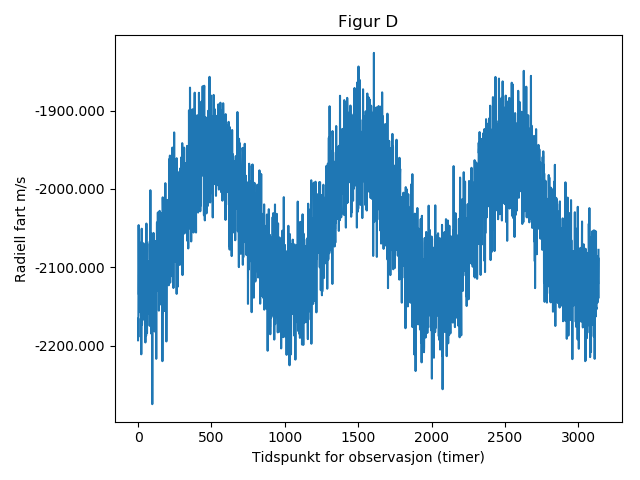 Figur D
-1900.000
-2000.000
-2100.000
-2200.000
Radiell fart m/s
0 500 1000 1500 2000 2500 3000
Tidspunkt for observasjon (timer)